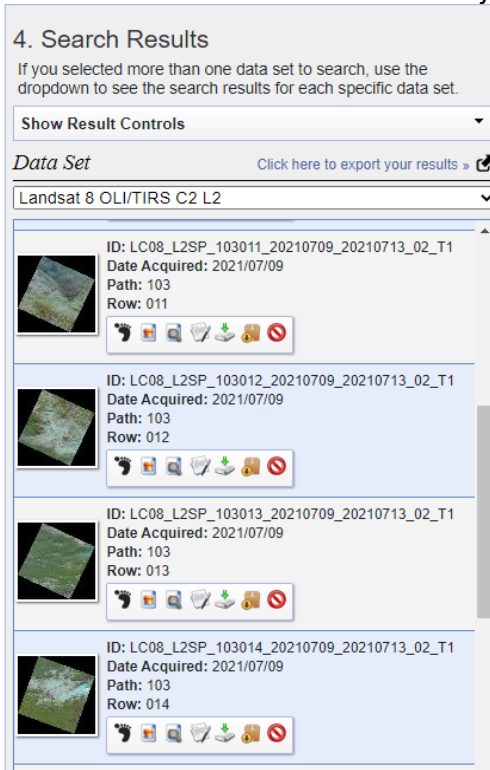 4. Search Results
If you selected more than one data set to search, use the
dropdown to see the search results for each specific data set.
Show Result Controls
Data Set
Click here to export your results »
Landsat 8 OLI/TIRS C2 L2
ID: LC08_L2SP_103011_20210709_20210713_02_T1
Date Acquired: 2021/07/09
Path: 103
Row: 011
ID: LC08_L2SP_103012_20210709_20210713_02_T1
Date Acquired: 2021/07/09
Path: 103
Row: 012
ID: LC08_L2SP_103013_20210709_20210713_02_T1
Date Acquired: 2021/07/09
Path: 103
Row: 013
ID: LC08_L2SP_103014_20210709_20210713_02_T1
Date Acquired: 2021/07/09
Path: 103
Row: 014